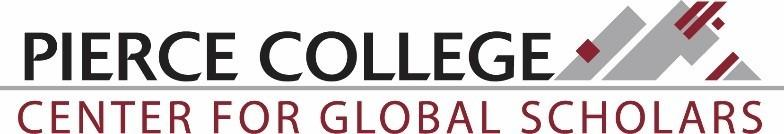 PIERCE COLLEGE
CENTER FOR GLOBAL SCHOLARS